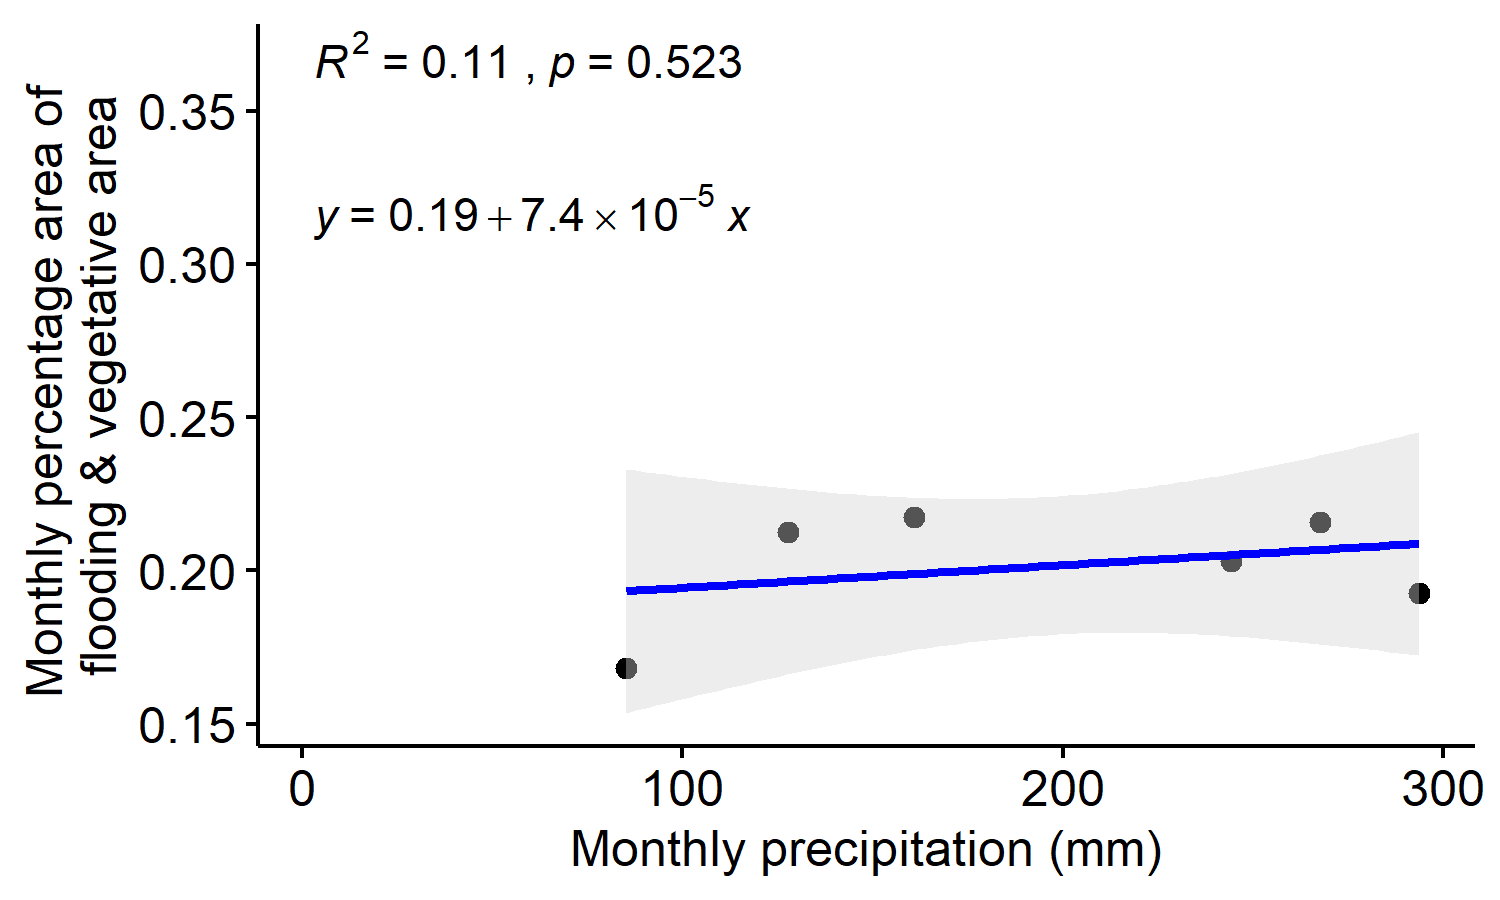 R² = 0.11 , p = 0.523
y = 0.19 + 7.4 × 10⁻⁵ x
Monthly percentage area of
flooding & vegetative area
0.35
0.30
0.25
0.20
0.15
0 100 200 300
Monthly precipitation (mm)